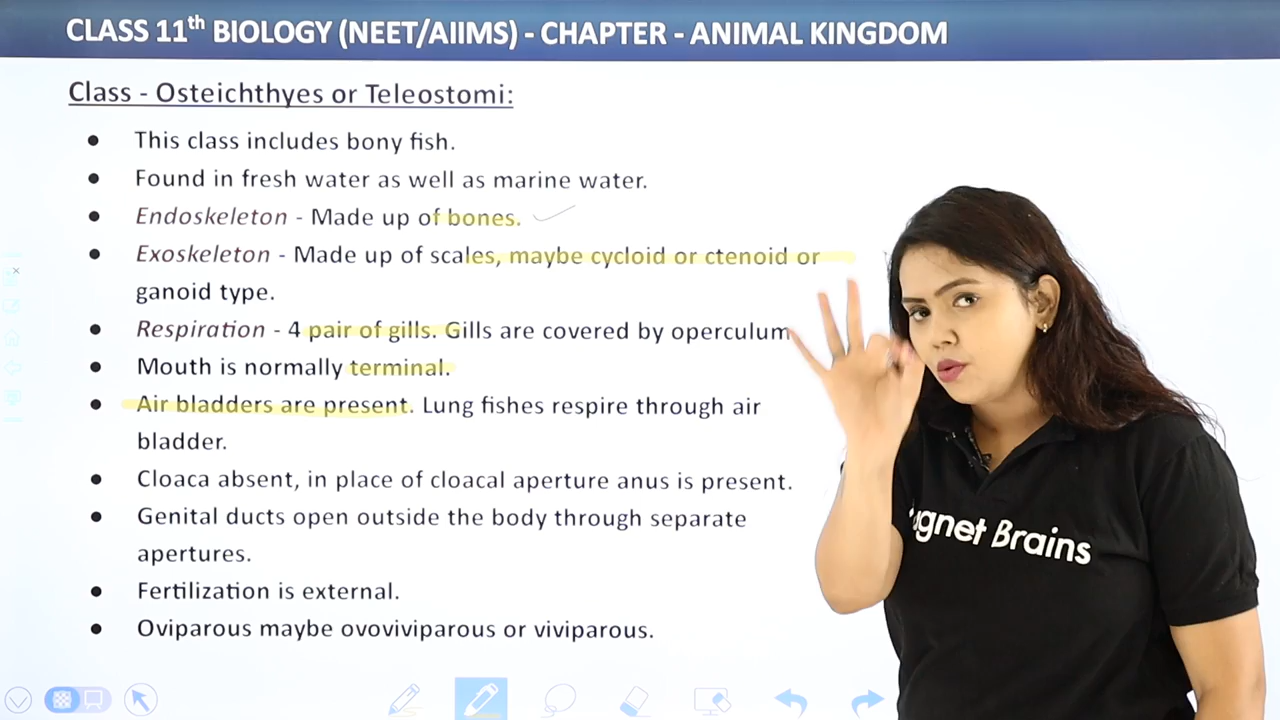 CLASS 11th BIOLOGY (NEET/AIIMS) - CHAPTER - ANIMAL KINGDOM
Class - Osteichthyes or Teleostomi:
• This class includes bony fish.
• Found in fresh water as well as marine water.
• Endoskeleton - Made up of bones.
• Exoskeleton - Made up of scales, maybe cycloid or ctenoid or
ganoid type.
• Respiration - 4 pair of gills. Gills are covered by operculum
• Mouth is normally terminal.
• Air bladders are present. Lung fishes respire through air
bladder.
• Cloaca absent, in place of cloacal aperture anus is present.
• Genital ducts open outside the body through separate
apertures.
• Fertilization is external.
• Oviparous maybe ovoviviparous or viviparous.
Brains